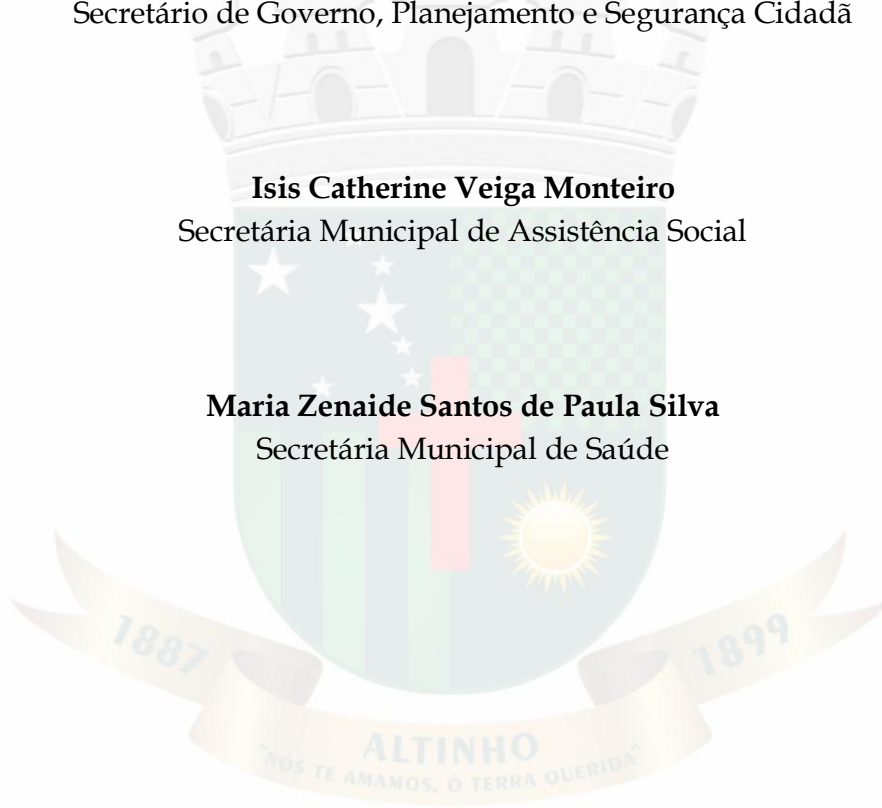 Secretário de Governo, Planejamento e Segurança Cidadã
Isis Catherine Veiga Monteiro
Secretária Municipal de Assistência Social
Maria Zenaide Santos de Paula Silva
Secretária Municipal de Saúde
1887
1899
ALTINHO
"NÓS TE AMAMOS, Ó TERRA QUERIDA"